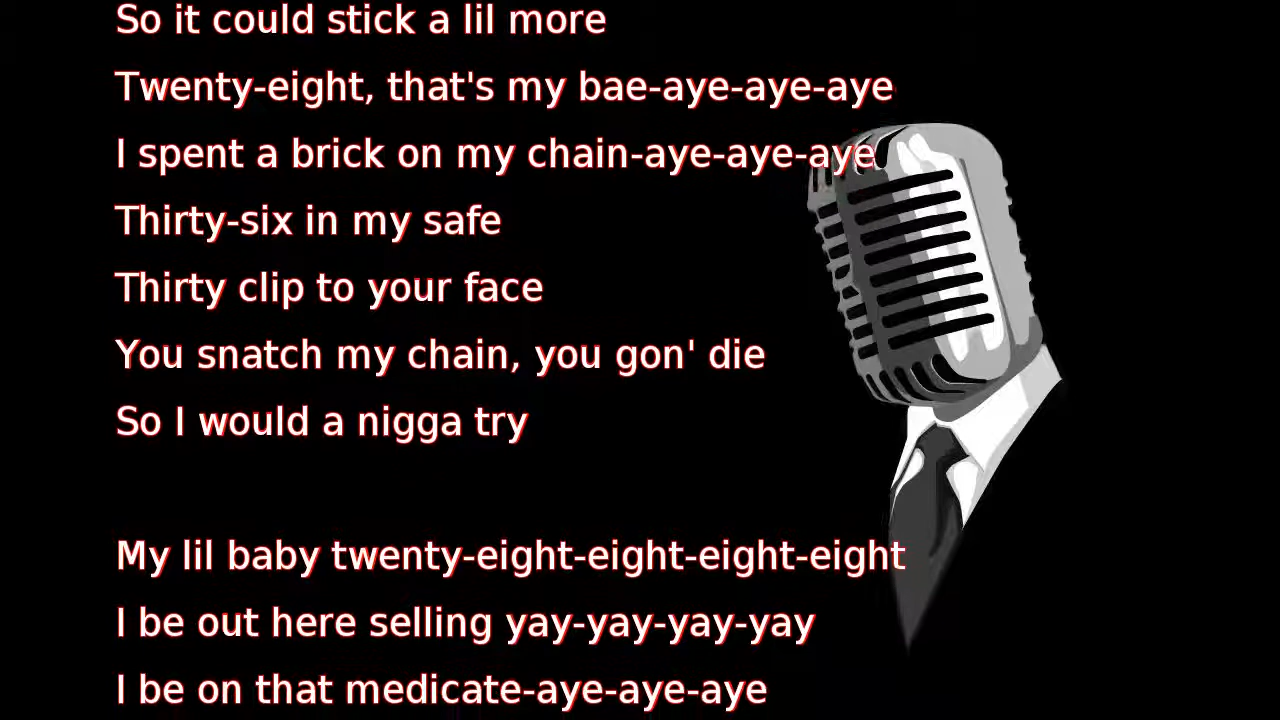 So it could stick a lil more
Twenty-eight, that's my bae-aye-aye-aye
I spent a brick on my chain-aye-aye-aye
Thirty-six in my safe
Thirty clip to your face
You snatch my chain, you gon' die
So I would a nigga try
My lil baby twenty-eight-eight-eight-eight
I be out here selling yay-yay-yay-yay
I be on that medicate-aye-aye-aye